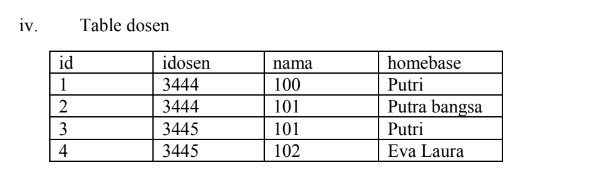 iv. Table dosen
id idosen nama homebase
1 3444 100 Putri
2 3444 101 Putra bangsa
3 3445 101 Putri
4 3445 102 Eva Laura